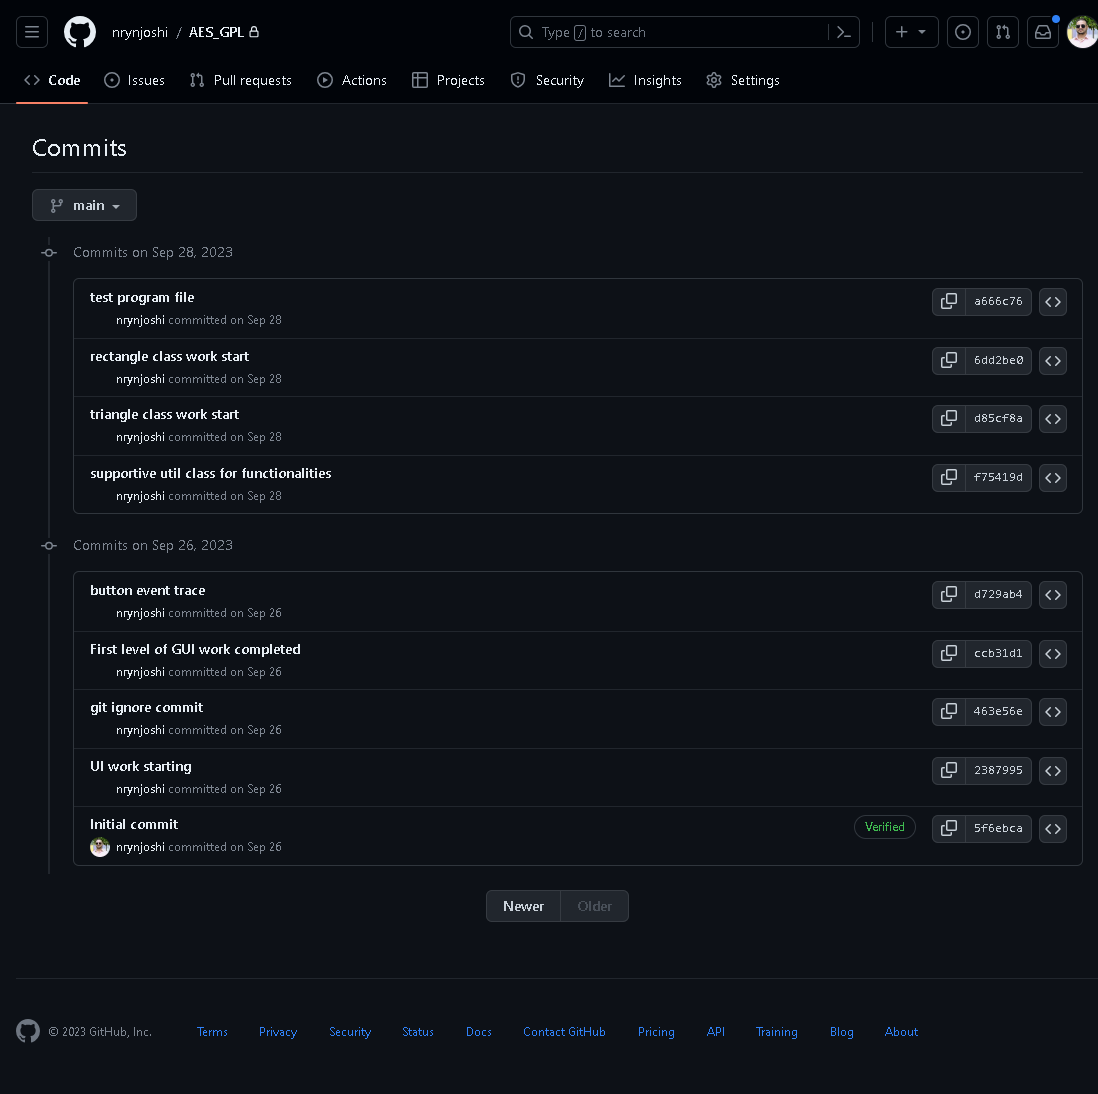 nrynjoshi / AES_GPL
Type / to search
Code Issues Pull requests Actions Projects Security Insights Settings
Commits
main
Commits on Sep 28, 2023
test program file
a666c76
nrynjoshi committed on Sep 28
rectangle class work start
6dd2be0
nrynjoshi committed on Sep 28
triangle class work start
d85cf8a
nrynjoshi committed on Sep 28
supportive util class for functionalities
f75419d
nrynjoshi committed on Sep 28
Commits on Sep 26, 2023
button event trace
d729ab4
nrynjoshi committed on Sep 26
First level of GUI work completed
ccb31d1
nrynjoshi committed on Sep 26
git ignore commit
463e56e
nrynjoshi committed on Sep 26
UI work starting
2387995
nrynjoshi committed on Sep 26
Initial commit
Verified
5f6ebca
nrynjoshi committed on Sep 26
Newer Older
© 2023 GitHub, Inc. Terms Privacy Security Status Docs Contact GitHub Pricing API Training Blog About